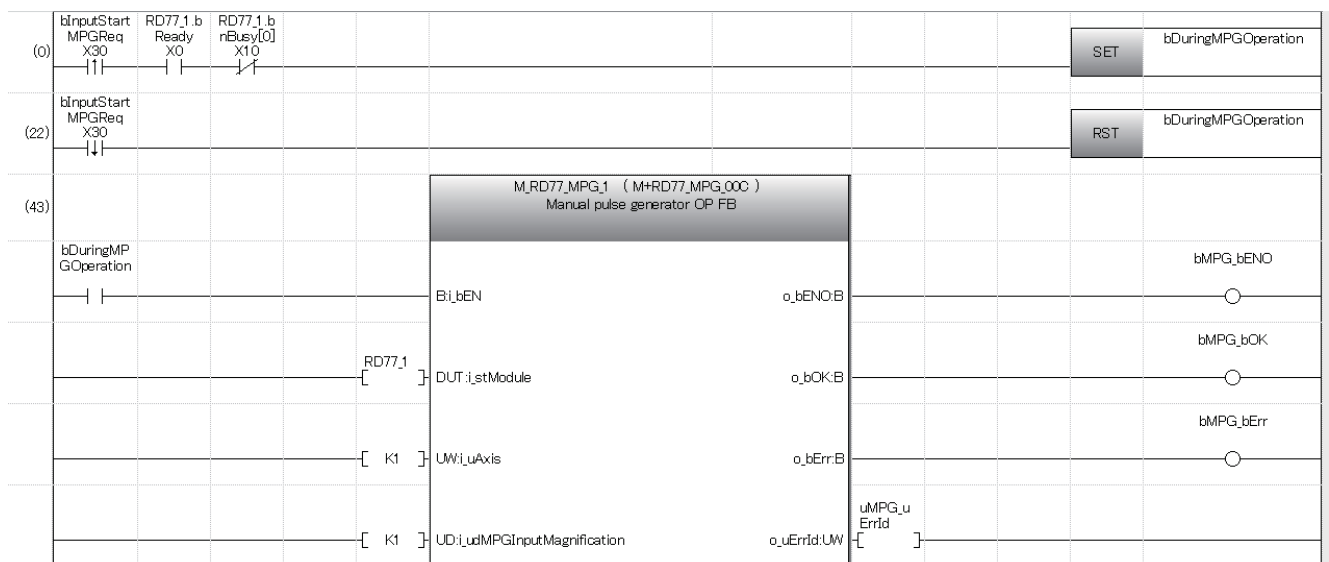 bInputStart RD77_1.b RD77_1.b
MPGReq Ready nBusy[0]
(0) X30 X0 X10
SET bDuringMPGOperation
bInputStart
MPGReq
(22) X30
RST bDuringMPGOperation
M_RD77_MPG_1 ( M+RD77_MPG_00C )
(43) Manual pulse generator OP FB
bDuringMP
GOperation
bMPG_bENO
B:i_bEN o_bENO:B
bMPG_bOK
RD77_1
DUT:i_stModule o_bOK:B
bMPG_bErr
K1 UW:i_uAxis o_bErr:B
uMPG_u
ErrId
K1 UD:i_udMPGInputMagnification o_uErrId:UW